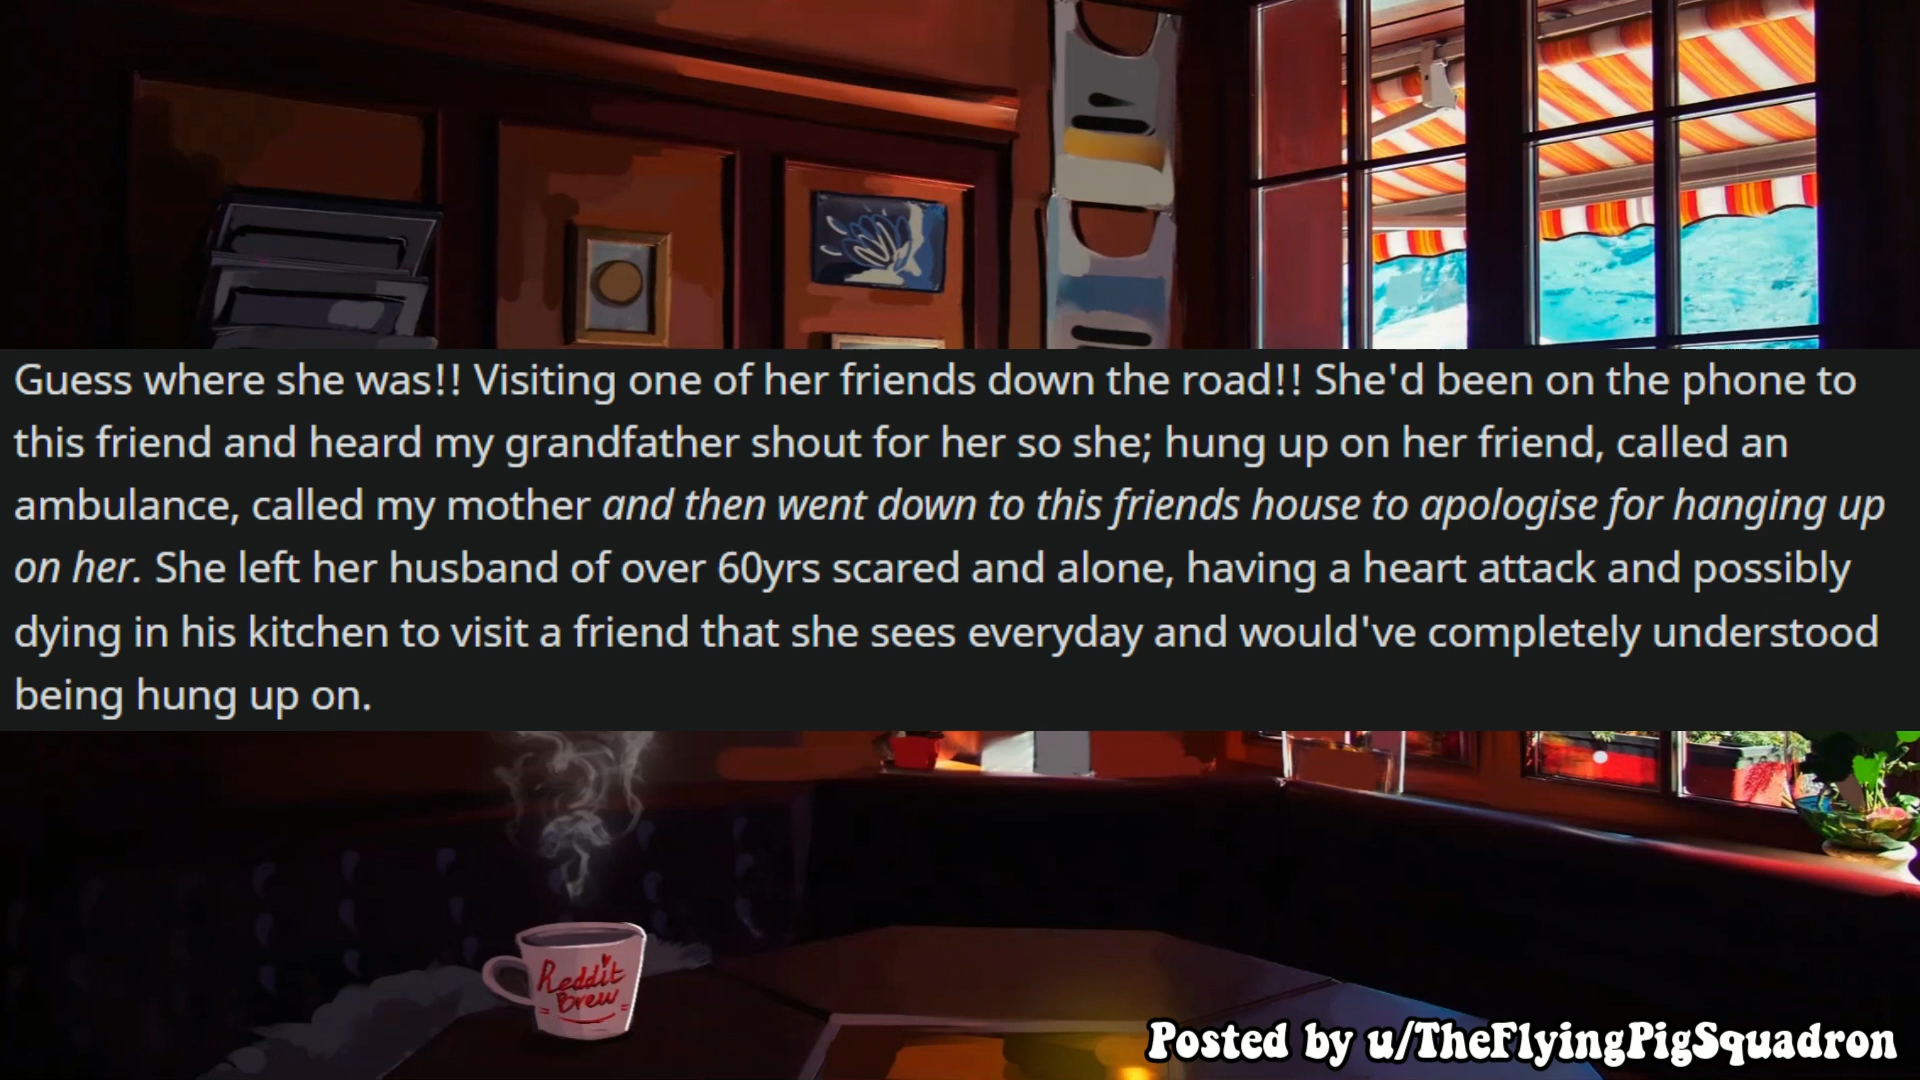 Guess where she was!! Visiting one of her friends down the road!! She'd been on the phone to
this friend and heard my grandfather shout for her so she; hung up on her friend, called an
ambulance, called my mother and then went down to this friends house to apologise for hanging up
on her. She left her husband of over 60yrs scared and alone, having a heart attack and possibly
dying in his kitchen to visit a friend that she sees everyday and would've completely understood
being hung up on.
Reddit
Brew
Posted by u/TheFlyingPigSquadron